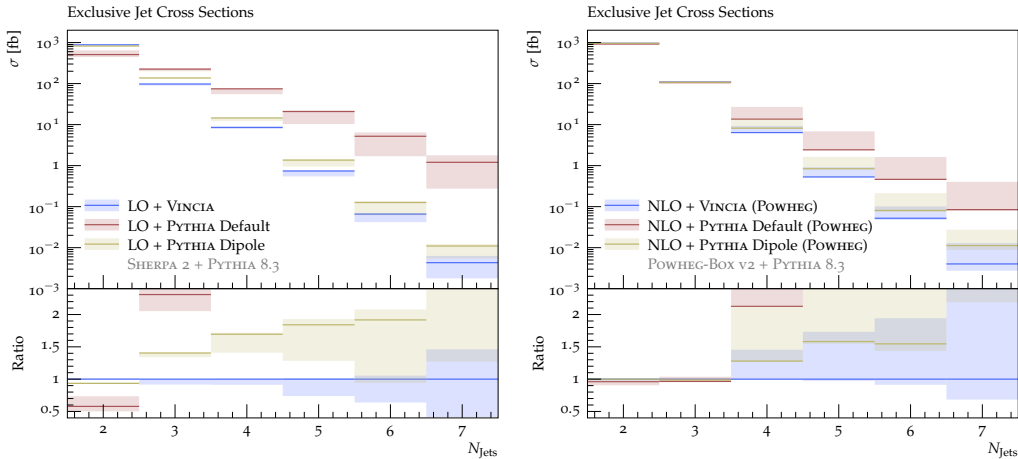 Exclusive Jet Cross Sections
σ [fb]
10³
10²
10¹
1
10⁻¹
10⁻²
10⁻³
LO + Vincia
LO + Pythia Default
LO + Pythia Dipole
Sherpa 2 + Pythia 8.3
Ratio
2
1.5
1
0.5
2 3 4 5 6 7
N_Jets
Exclusive Jet Cross Sections
σ [fb]
10³
10²
10¹
1
10⁻¹
10⁻²
10⁻³
NLO + Vincia (Powheg)
NLO + Pythia Default (Powheg)
NLO + Pythia Dipole (Powheg)
Powheg-Box v2 + Pythia 8.3
Ratio
2
1.5
1
0.5
2 3 4 5 6 7
N_Jets